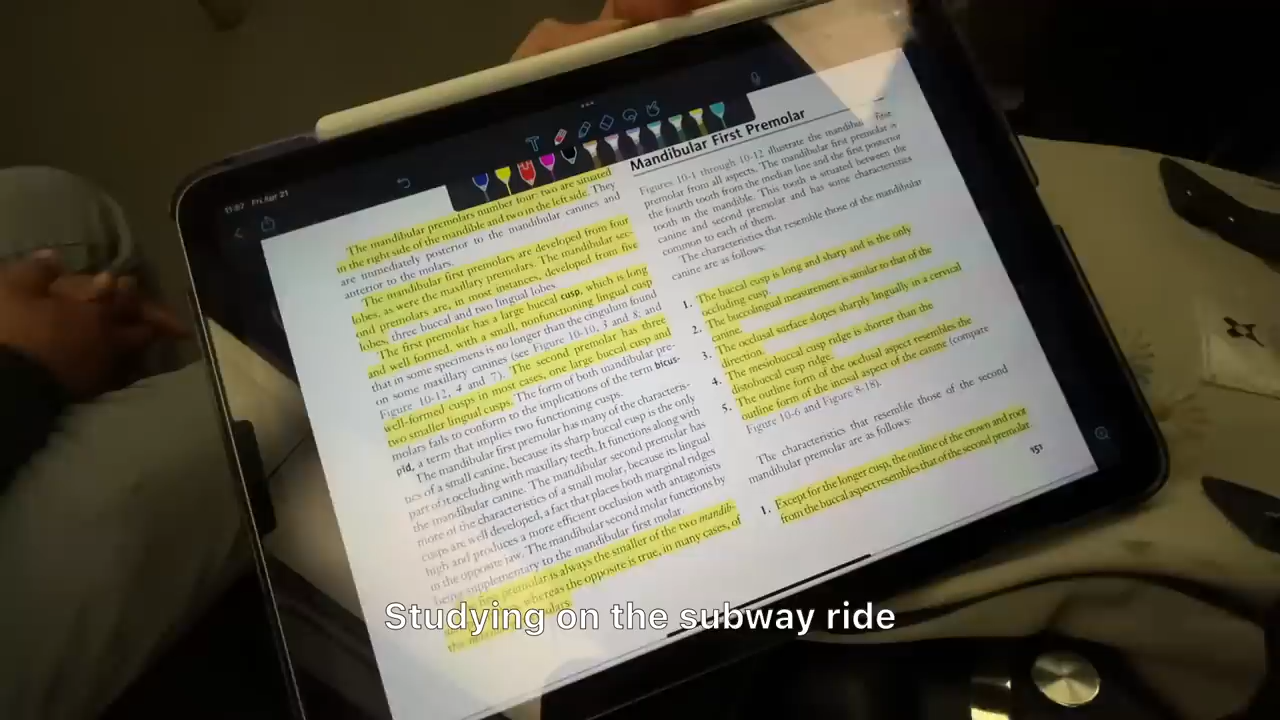 11:07 Fri Apr 21
The mandibular premolars number four: two are situated
in the right side of the mandible and two in the left side. They
are immediately posterior to the mandibular canines and
anterior to the molars.
The mandibular first premolars are developed from four
lobes, as were the maxillary premolars. The mandibular sec-
ond premolars are, in most instances, developed from five
lobes, three buccal and two lingual lobes.
The first premolar has a large buccal cusp, which is long
and well formed, with a small, nonfunctioning lingual cusp
that in some specimens is no longer than the cingulum found
on some maxillary canines (see Figure 10-10, 3 and 8; and
Figure 10-12, 4 and 7). The second premolar has three
well-formed cusps in most cases, one large buccal cusp and
two smaller lingual cusps. The form of both mandibular pre-
molars fails to conform to the implications of the term bicus-
pid, a term that implies two functioning cusps.
The mandibular first premolar has many of the characteris-
tics of a small canine, because its sharp buccal cusp is the only
part of it occluding with maxillary teeth. It functions along with
the mandibular canine. The mandibular second premolar has
more of the characteristics of a small molar, because its lingual
cusps are well developed, a fact that places both marginal ridges
high and produces a more efficient occlusion with antagonists
in the opposite jaw. The mandibular second molar functions by
being supplementary to the mandibular first molar.
first premolar is always the smaller of the two mandib-
whereas the opposite is true, in many cases, of
Mandibular First Premolar
Figures 10-1 through 10-12 illustrate the mandibular first
premolar from all aspects. The mandibular first premolar is
the fourth tooth from the median line and the first posterior
tooth in the mandible. This tooth is situated between the
canine and second premolar and has some characteristics
common to each of them.
The characteristics that resemble those of the mandibular
canine are as follows:
1. The buccal cusp is long and sharp and is the only
occluding cusp.
2. The buccolingual measurement is similar to that of the
canine.
3. The occlusal surface slopes sharply lingually in a cervical
direction.
4. The mesiobuccal cusp ridge is shorter than the
distobuccal cusp ridge.
5. The outline form of the occlusal aspect resembles the
outline form of the incisal aspect of the canine (compare
Figure 10-6 and Figure 8-18).
The characteristics that resemble those of the second
mandibular premolar are as follows:
1. Except for the longer cusp, the outline of the crown and root
from the buccal aspect resembles that of the second premolar.
151
Studying on the subway ride